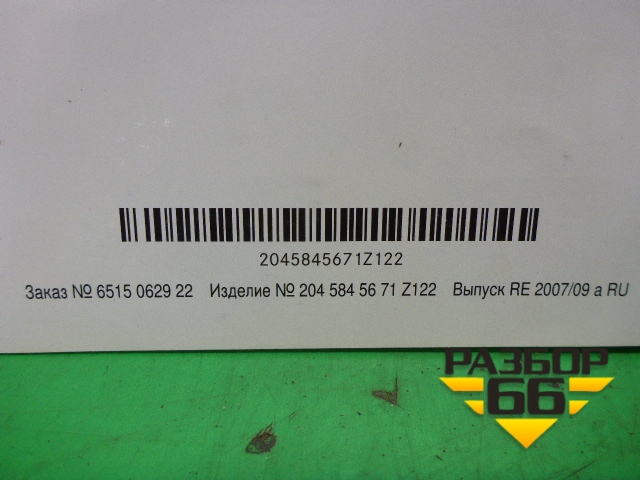 2045845671Z122
Заказ № 6515 0629 22 Изделие № 204 584 56 71 Z122 Выпуск RE 2007/09 a RU
РАЗБОР
66